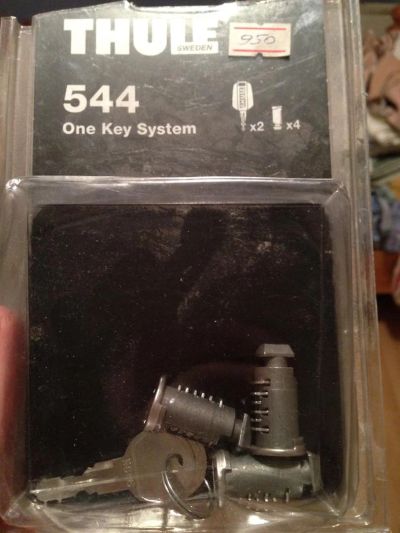 THULE
SWEDEN
950
544
One Key System
x2 x4